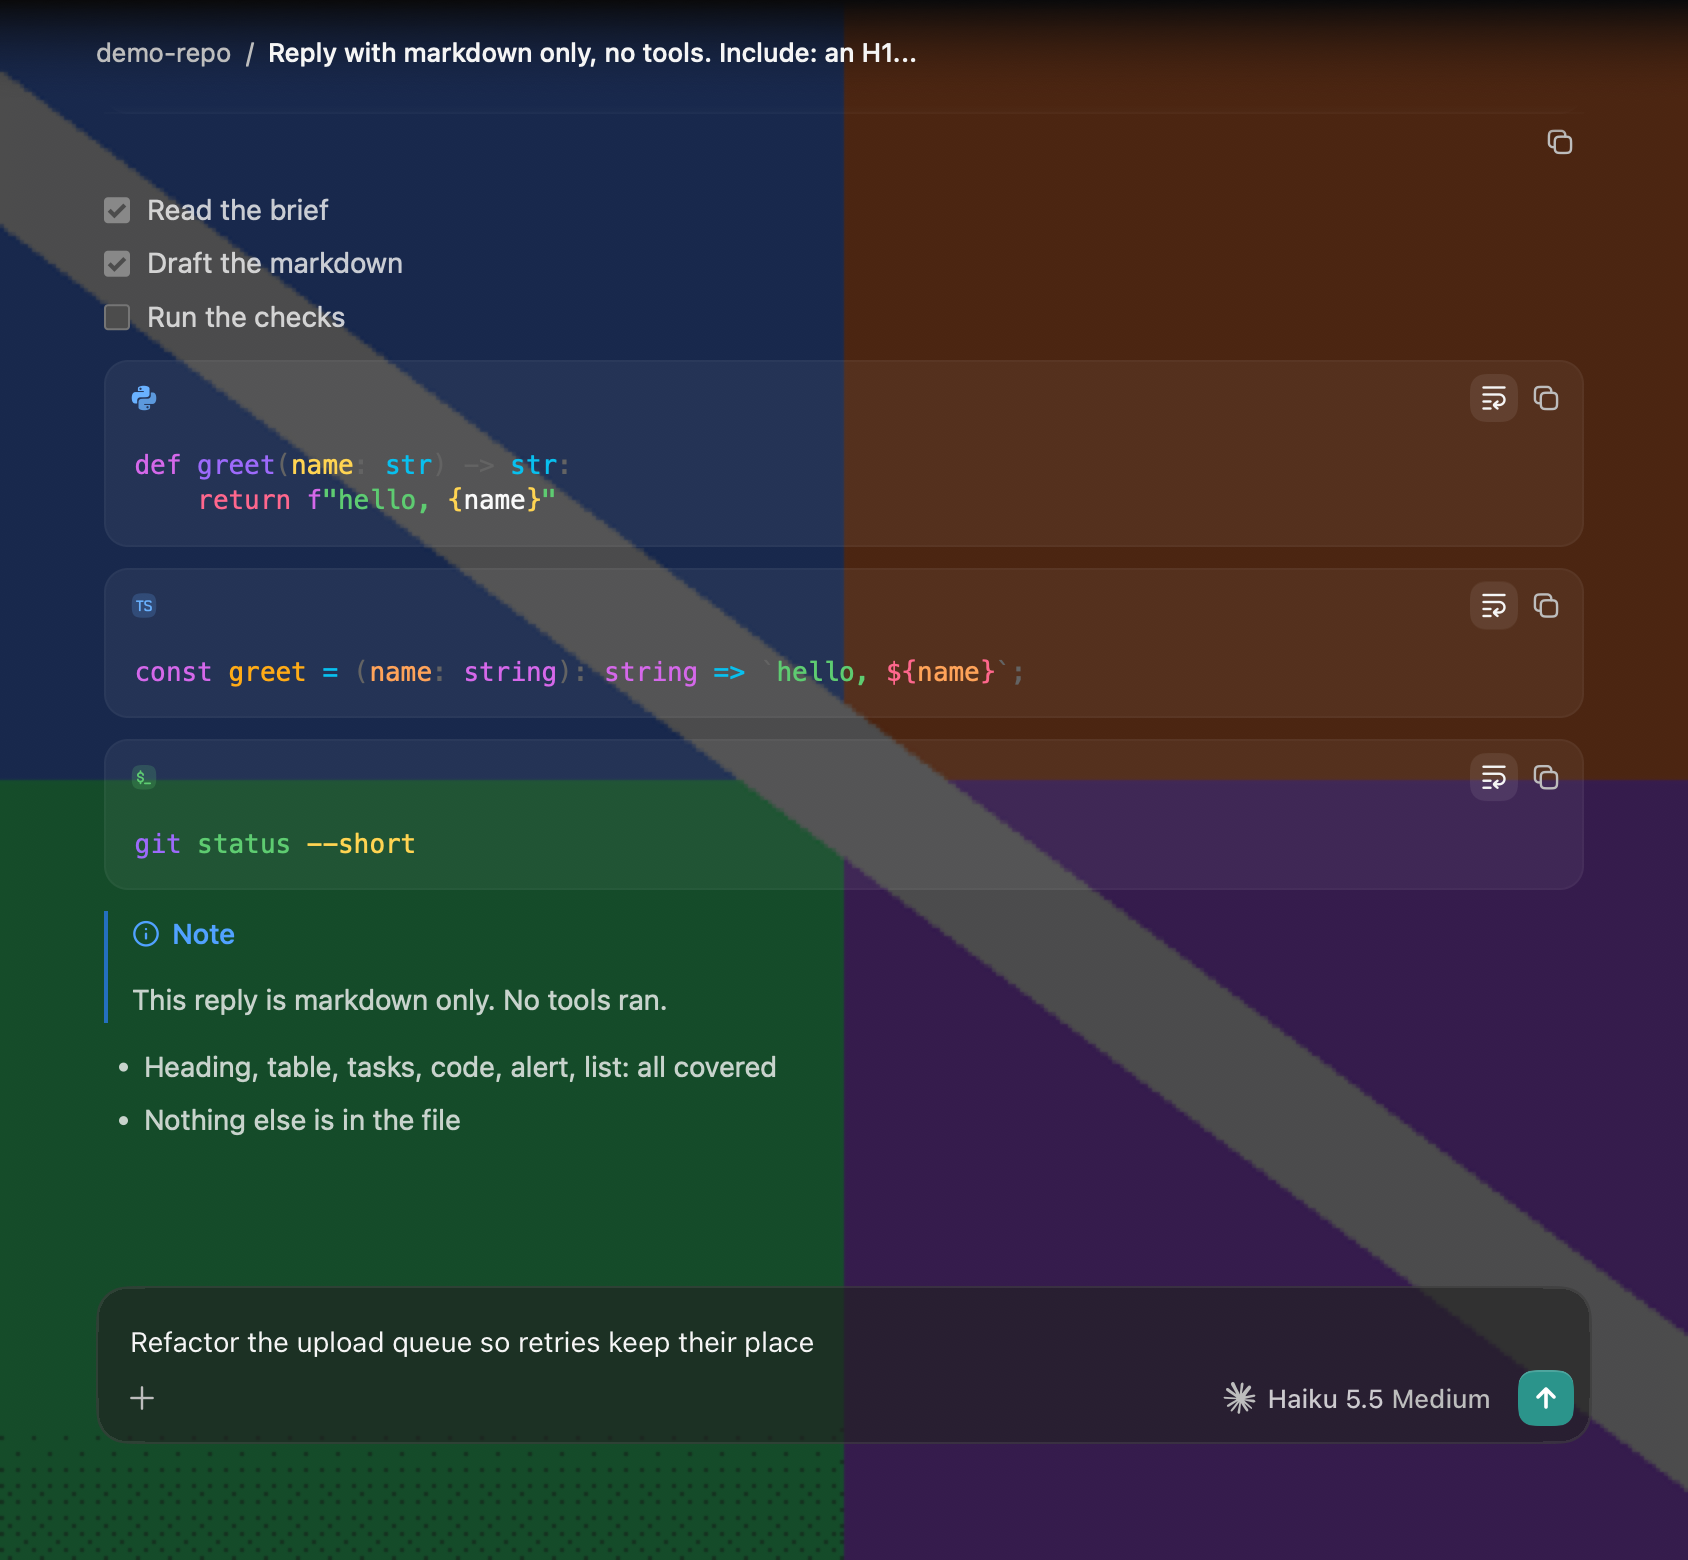 demo-repo / Reply with markdown only, no tools. Include: an H1...
Read the brief
Draft the markdown
Run the checks
def greet(name: str) -> str:
    return f"hello, {name}"
TS
const greet = (name: string): string => `hello, ${name}`;
$_
git status --short
Note
This reply is markdown only. No tools ran.
• Heading, table, tasks, code, alert, list: all covered
• Nothing else is in the file
Refactor the upload queue so retries keep their place
Haiku 5.5 Medium